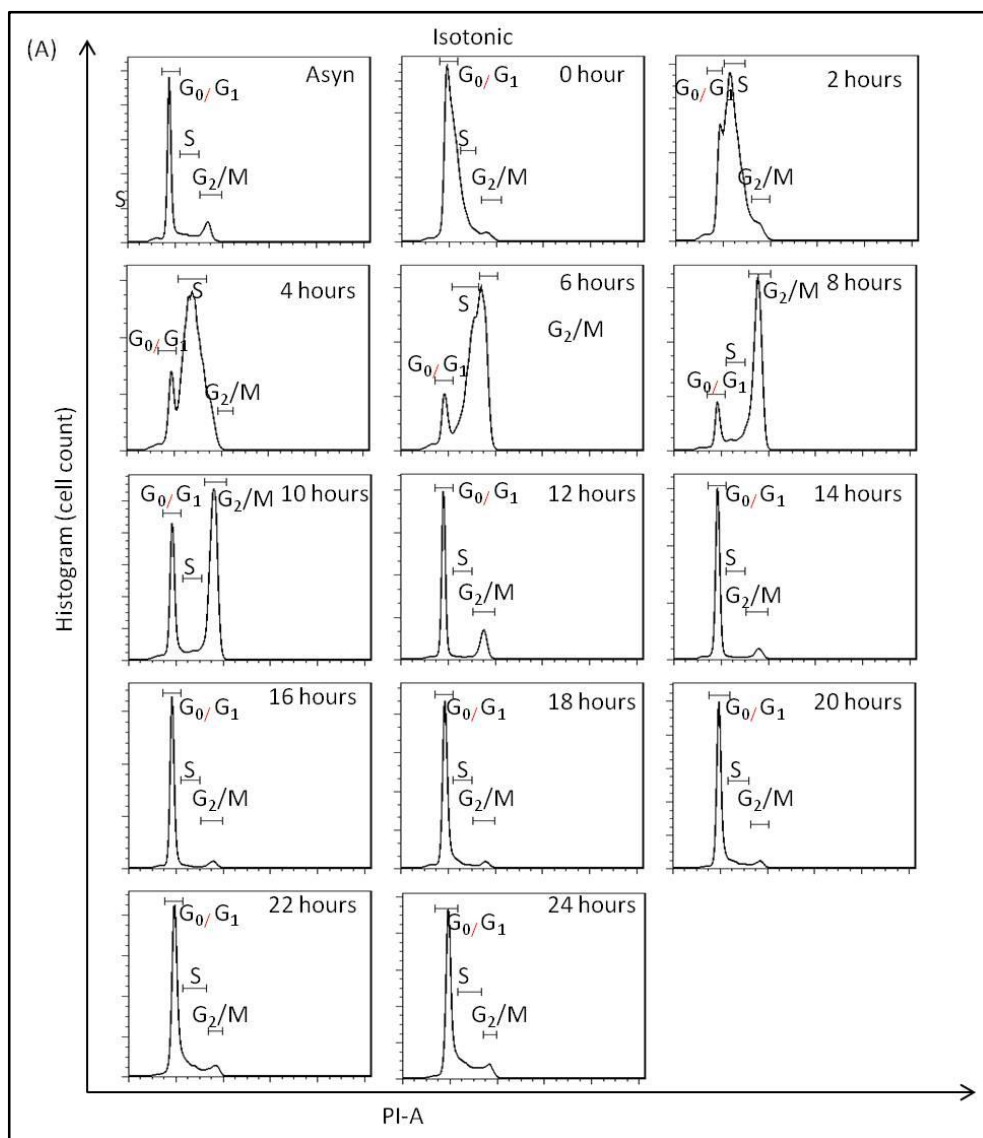 (A)
Isotonic
Asyn
G₀/G₁
S
G₂/M
S
0 hour
G₀/G₁
S
G₂/M
2 hours
G₀/G₁
S
G₂/M
4 hours
S
G₀/G₁
G₂/M
6 hours
S
G₂/M
G₀/G₁
8 hours
G₂/M
S
G₀/G₁
10 hours
G₀/G₁
G₂/M
S
12 hours
G₀/G₁
S
G₂/M
14 hours
G₀/G₁
S
G₂/M
16 hours
G₀/G₁
S
G₂/M
18 hours
G₀/G₁
S
G₂/M
20 hours
G₀/G₁
S
G₂/M
22 hours
G₀/G₁
S
G₂/M
24 hours
G₀/G₁
S
G₂/M
Histogram (cell count)
PI-A